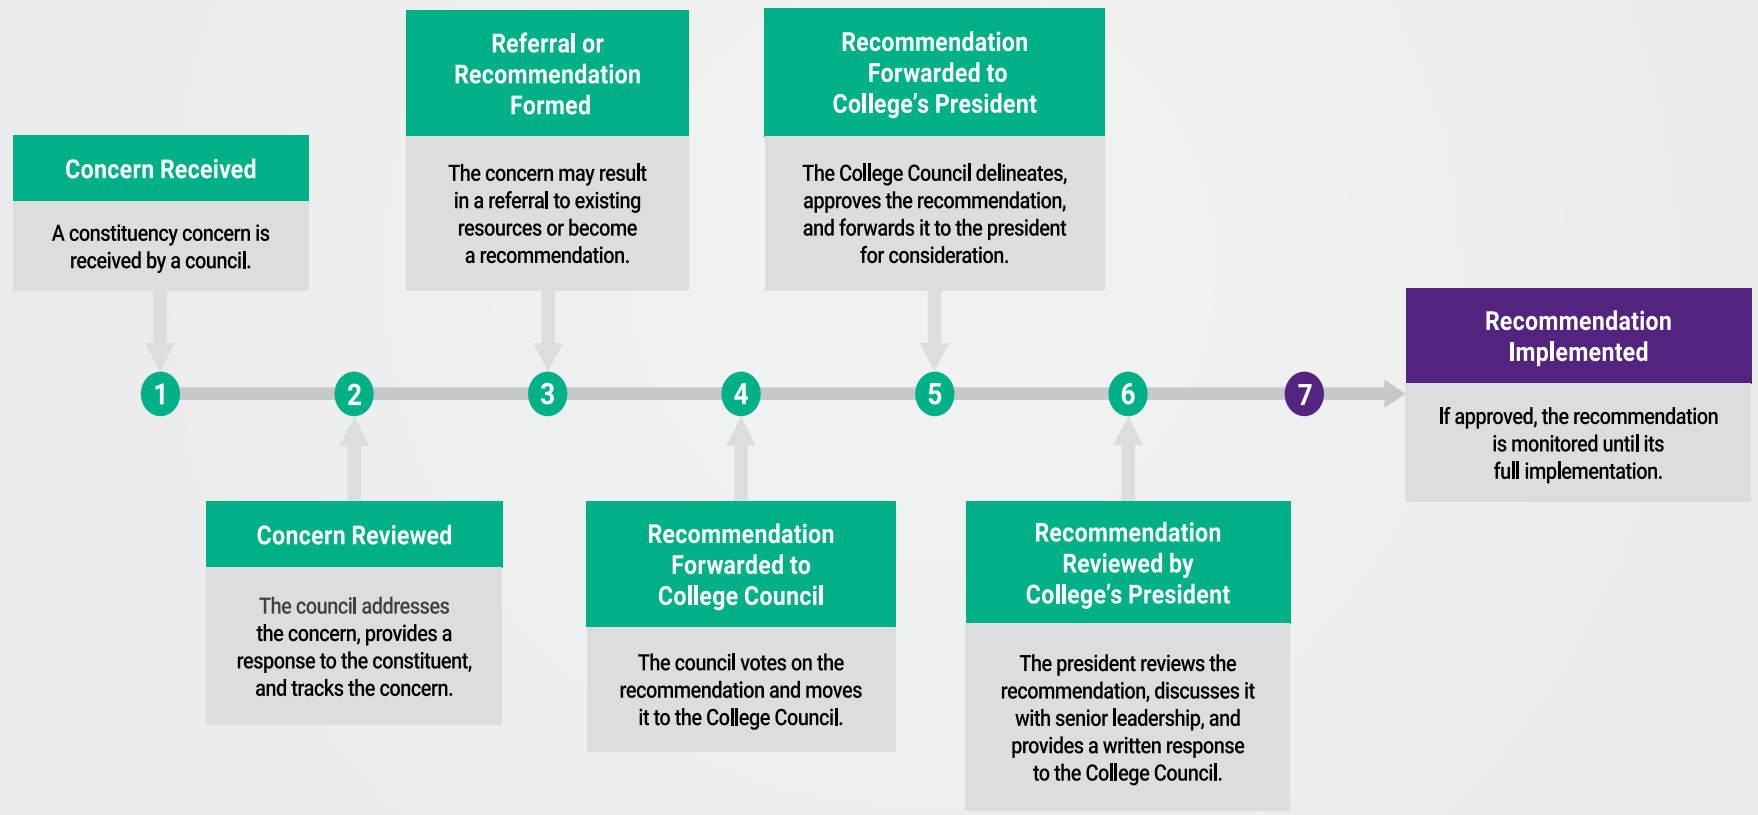 Concern Received
A constituency concern is
received by a council.
1
Concern Reviewed
The council addresses
the concern, provides a
response to the constituent,
and tracks the concern.
2
Referral or
Recommendation
Formed
The concern may result
in a referral to existing
resources or become
a recommendation.
3
Recommendation
Forwarded to
College Council
The council votes on the
recommendation and moves
it to the College Council.
4
Recommendation
Forwarded to
College’s President
The College Council delineates,
approves the recommendation,
and forwards it to the president
for consideration.
5
Recommendation
Reviewed by
College’s President
The president reviews the
recommendation, discusses it
with senior leadership, and
provides a written response
to the College Council.
6
7
Recommendation
Implemented
If approved, the recommendation
is monitored until its
full implementation.